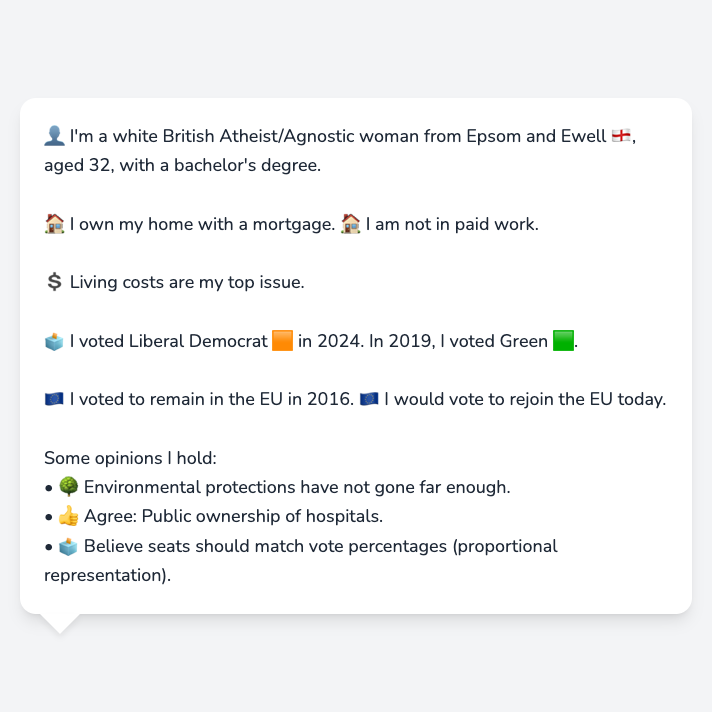 👤 I'm a white British Atheist/Agnostic woman from Epsom and Ewell 🏴󠁧󠁢󠁥󠁮󠁧󠁿,
aged 32, with a bachelor's degree.
🏠 I own my home with a mortgage. 🏠 I am not in paid work.
💲 Living costs are my top issue.
🗳️ I voted Liberal Democrat 🟧 in 2024. In 2019, I voted Green 🟩.
🇪🇺 I voted to remain in the EU in 2016. 🇪🇺 I would vote to rejoin the EU today.
Some opinions I hold:
• 🌳 Environmental protections have not gone far enough.
• 👍 Agree: Public ownership of hospitals.
• 🗳️ Believe seats should match vote percentages (proportional
representation).